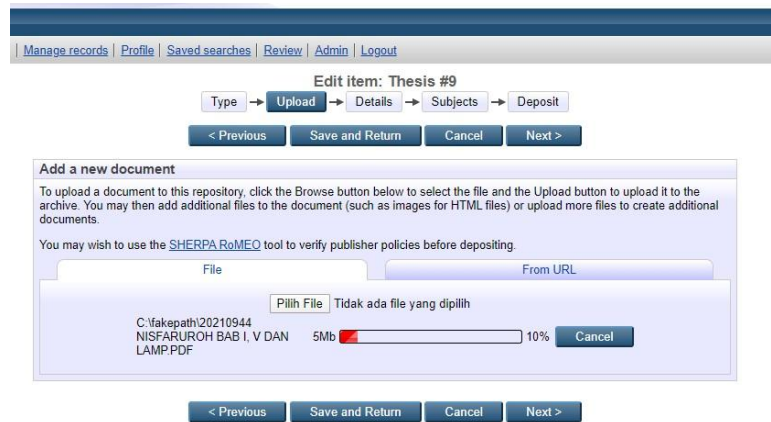 Manage records | Profile | Saved searches | Review | Admin | Logout
Edit item: Thesis #9
Type → Upload → Details → Subjects → Deposit
< Previous Save and Return Cancel Next >
Add a new document
To upload a document to this repository, click the Browse button below to select the file and the Upload button to upload it to the
archive. You may then add additional files to the document (such as images for HTML files) or upload more files to create additional
documents.
You may wish to use the SHERPA RoMEO tool to verify publisher policies before depositing.
File From URL
Pilih File Tidak ada file yang dipilih
C:\fakepath\20210944
NISFARUROH BAB I, V DAN 5Mb 10% Cancel
LAMP.PDF
< Previous Save and Return Cancel Next >